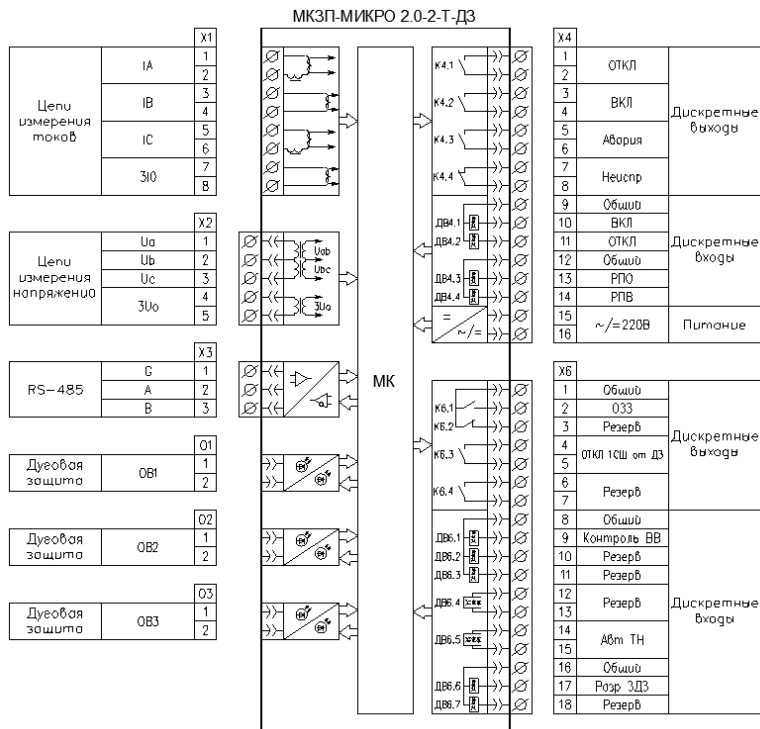 МКЗП-МИКРО 2.0-2-Т-ДЗ
X1
Цепи
измерения
токов
IA
1
2
IB
3
4
IC
5
6
3I0
7
8
X2
Цепи
измерения
напряжений
Ua
1
Ub
2
Uc
3
3Uo
4
5
Uab
Ubc
3Uo
X3
RS-485
G
1
A
2
B
3
O1
Дуговая
защита
ОВ1
1
2
O2
Дуговая
защита
ОВ2
1
2
O3
Дуговая
защита
ОВ3
1
2
МК
К4.1
К4.2
К4.3
К4.4
ДВ4.1
ДВ4.2
ДВ4.3
ДВ4.4
=
~/=
К6.1
К6.2
К6.3
К6.4
ДВ6.1
ДВ6.2
ДВ6.3
ДВ6.4
ДВ6.5
ДВ6.6
ДВ6.7
X4
1
2
ОТКЛ
3
4
ВКЛ
5
6
Авария
7
8
Неиспр
Дискретные
выходы
9
Общий
10
ВКЛ
11
ОТКЛ
12
Общий
13
РПО
14
РПВ
Дискретные
входы
15
16
~/=220В
Питание
X6
1
Общий
2
ОЗЗ
3
Резерв
4
5
ОТКЛ 1СШ от ДЗ
6
7
Резерв
Дискретные
выходы
8
Общий
9
Контроль ВВ
10
Резерв
11
Резерв
12
13
Резерв
14
15
Авт ТН
16
Общий
17
Разр ЗДЗ
18
Резерв
Дискретные
входы